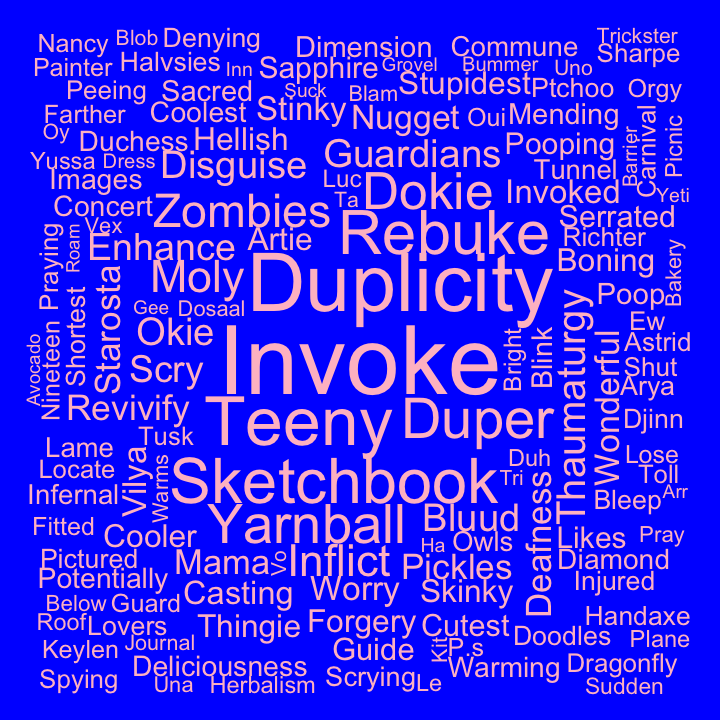 Nancy
Blob
Denying
Dimension
Commune
Trickster
Sharpe
Painter
Halvsies
Inn
Sapphire
Grovel
Bummer
Uno
Peeing
Sacred
Suck
Blam
Stupidest
Ptchoo
Orgy
Farther
Coolest
Stinky
Nugget
Oui
Mending
Carnival
Picnic
Oy
Duchess
Hellish
Guardians
Pooping
Barrier
Yussa
Dress
Disguise
Tunnel
Images
Luc
Dokie
Invoked
Yeti
Concert
Zombies
Ta
Serrated
Vex
Enhance
Artie
Rebuke
Richter
Praying
Roam
Moly
Duplicity
Boning
Bakery
Starosta
Poop
Shortest
Gee
Dosaal
Ew
Nineteen
Okie
Invoke
Bright
Blink
Thaumaturgy
Wonderful
Astrid
Avocado
Scry
Shut
Arya
Revivify
Teeny
Duper
Djinn
Tusk
Lame
Locate
Vilya
Warms
Sketchbook
Duh
Tri
Lose
Toll
Infernal
Bleep
Arr
Fitted
Cooler
Yarnball
Bluud
Deafness
Likes
Pray
Ha
Owls
Pictured
Mama
Vo
Inflict
Pickles
Diamond
Potentially
Casting
Worry
Skinky
Injured
Below
Guard
Roof
Lovers
Thingie
Forgery
Cutest
Doodles
Handaxe
Plane
Keylen
Journal
Guide
Kit
P.s
Deliciousness
Warming
Dragonfly
Spying
Una
Herbalism
Scrying
Le
Sudden